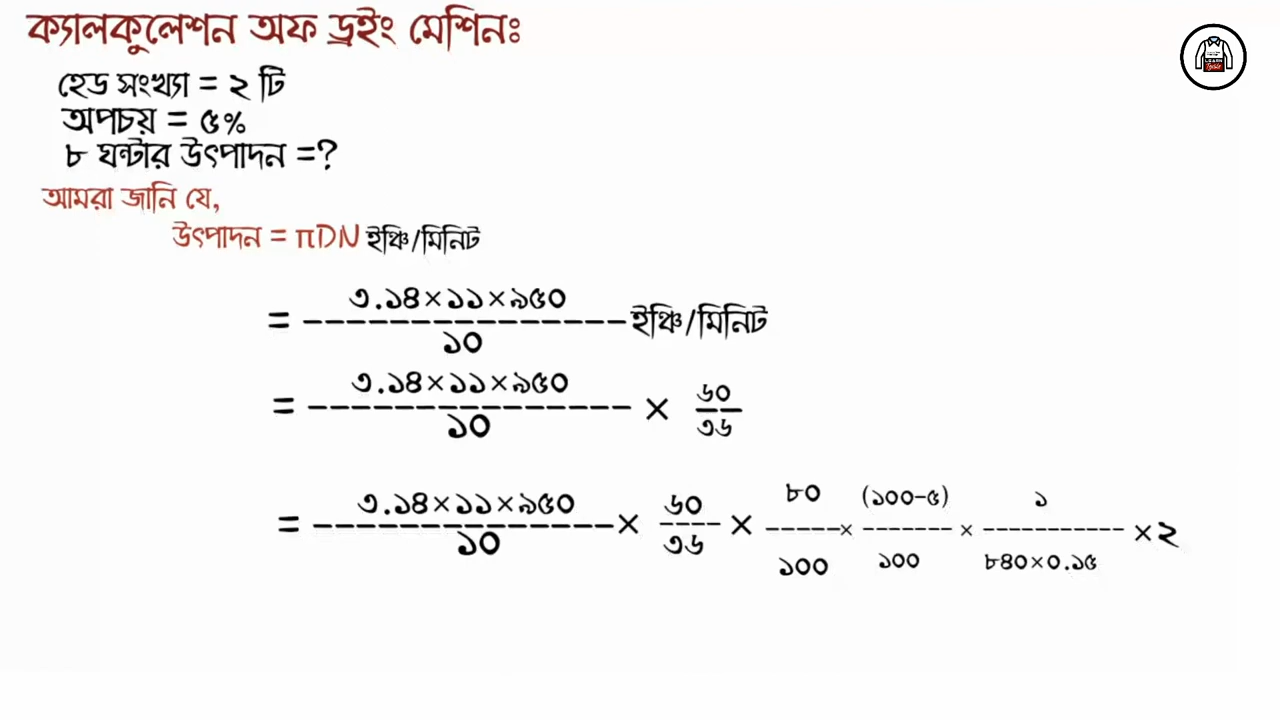 ক্যালকুলেশন অফ ড্রইং মেশিনঃ
হেড সংখ্যা = ২ টি
অপচয় = ৫%
৮ ঘন্টার উৎপাদন =?
আমরা জানি যে,
উৎপাদন = πDN ইঞ্চি/মিনিট
= ৩.১৪×১১×৯৫০ / ১০ ইঞ্চি/মিনিট
= ৩.১৪×১১×৯৫০ / ১০ × ৬০ / ৩৬
= ৩.১৪×১১×৯৫০ / ১০ × ৬০ / ৩৬ × ৮০ / ১০০ × (১০০-৫) / ১০০ × ১ / ৮৪০×০.১৫ ×২